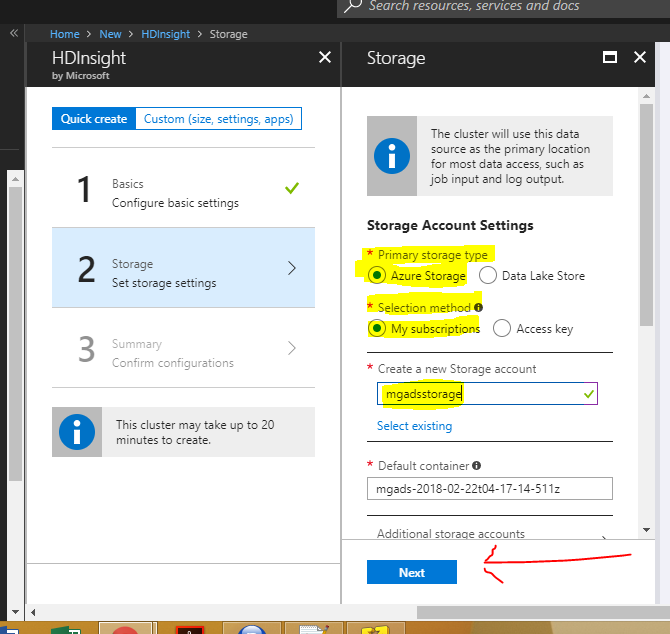 Search resources, services and docs
« Home > New > HDInsight > Storage
HDInsight
by Microsoft
Quick create
Custom (size, settings, apps)
1
Basics
Configure basic settings
2
Storage
Set storage settings
3
Summary
Confirm configurations
This cluster may take up to 20
minutes to create.
Storage
The cluster will use this data
source as the primary location
for most data access, such as
job input and log output.
Storage Account Settings
* Primary storage type
Azure Storage
Data Lake Store
* Selection method
My subscriptions
Access key
* Create a new Storage account
mgadsstorage
Select existing
* Default container
mgads-2018-02-22t04-17-14-511z
Additional storage accounts
Next